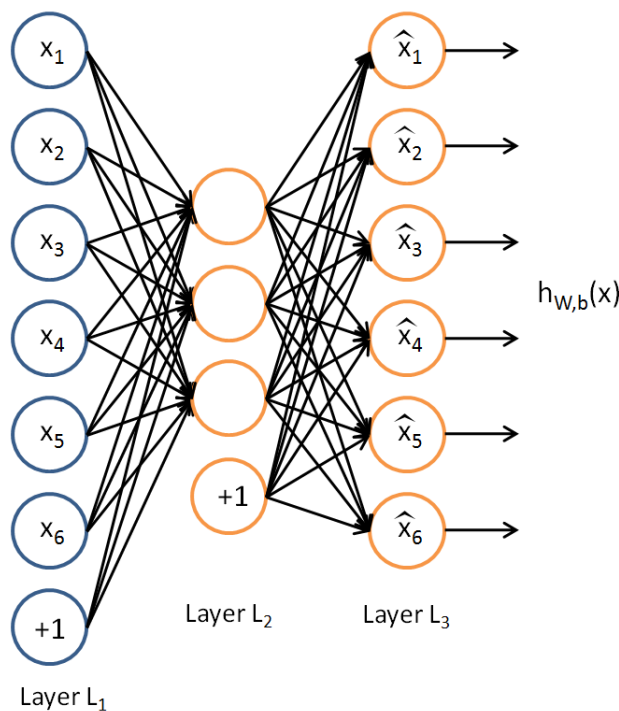 x₁
x₂
x₃
x₄
x₅
x₆
+1
Layer L₁
+1
Layer L₂
x̂₁
x̂₂
x̂₃
x̂₄
x̂₅
x̂₆
Layer L₃
h_{W,b}(x)